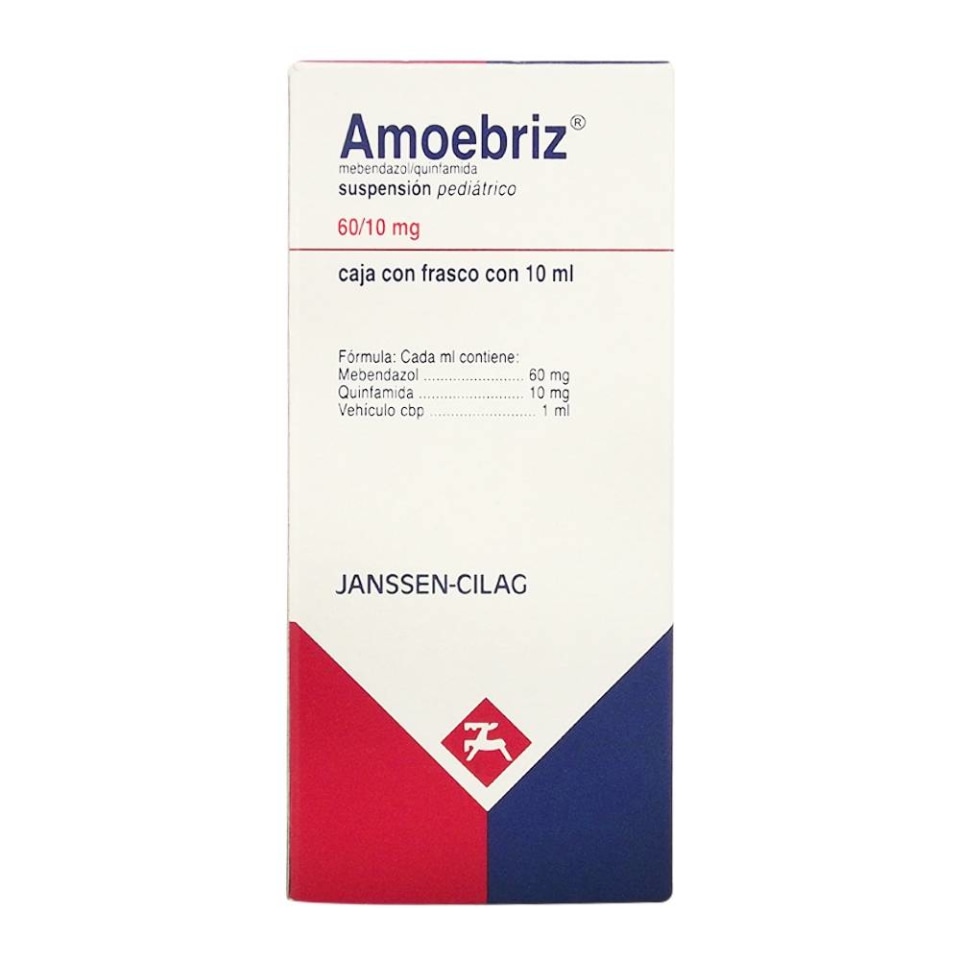 Amoebriz®
mebendazol/quinfamida
suspensión pediátrico
60/10 mg
caja con frasco con 10 ml
Fórmula: Cada ml contiene:
Mebendazol ........................ 60 mg
Quinfamida ......................... 10 mg
Vehículo cbp ......................... 1 ml
JANSSEN-CILAG